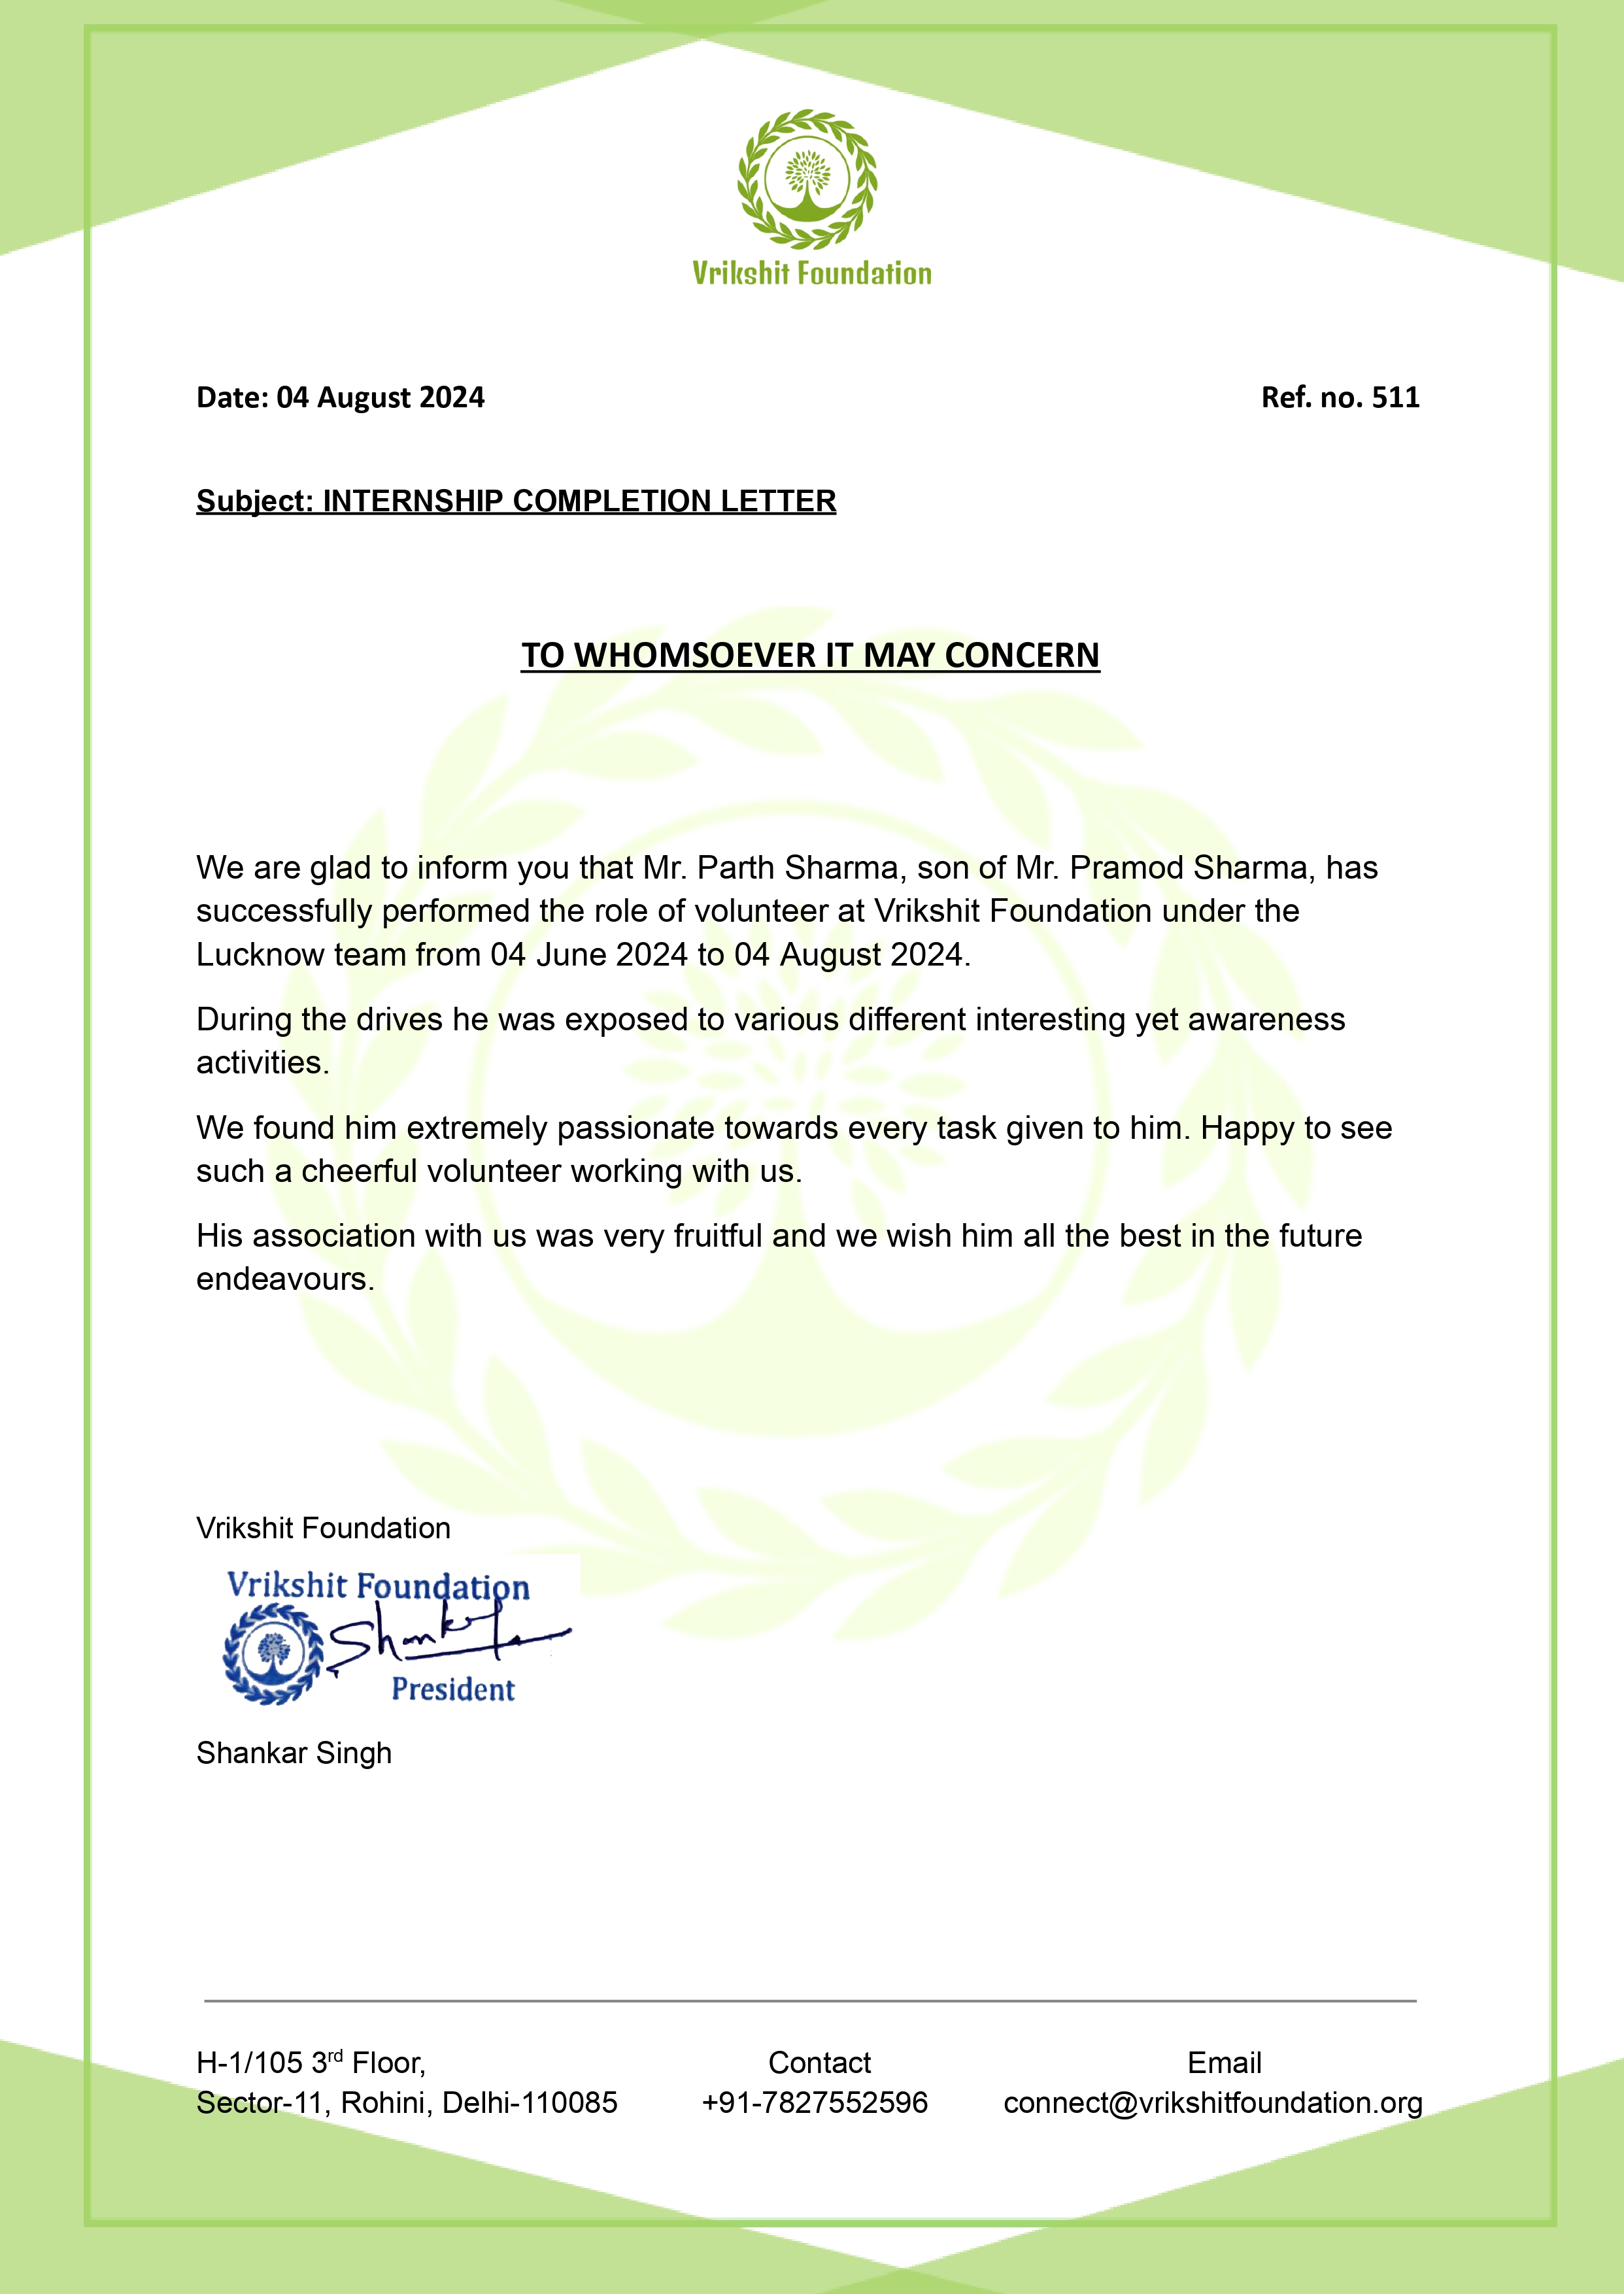 Vrikshit Foundation
Date: 04 August 2024 Ref. no. 511
Subject: INTERNSHIP COMPLETION LETTER
TO WHOMSOEVER IT MAY CONCERN
We are glad to inform you that Mr. Parth Sharma, son of Mr. Pramod Sharma, has
successfully performed the role of volunteer at Vrikshit Foundation under the
Lucknow team from 04 June 2024 to 04 August 2024.
During the drives he was exposed to various different interesting yet awareness
activities.
We found him extremely passionate towards every task given to him. Happy to see
such a cheerful volunteer working with us.
His association with us was very fruitful and we wish him all the best in the future
endeavours.
Vrikshit Foundation
Vrikshit Foundation
President
Shankar Singh
H-1/105 3rd Floor,
Sector-11, Rohini, Delhi-110085
Contact
+91-7827552596
Email
connect@vrikshitfoundation.org